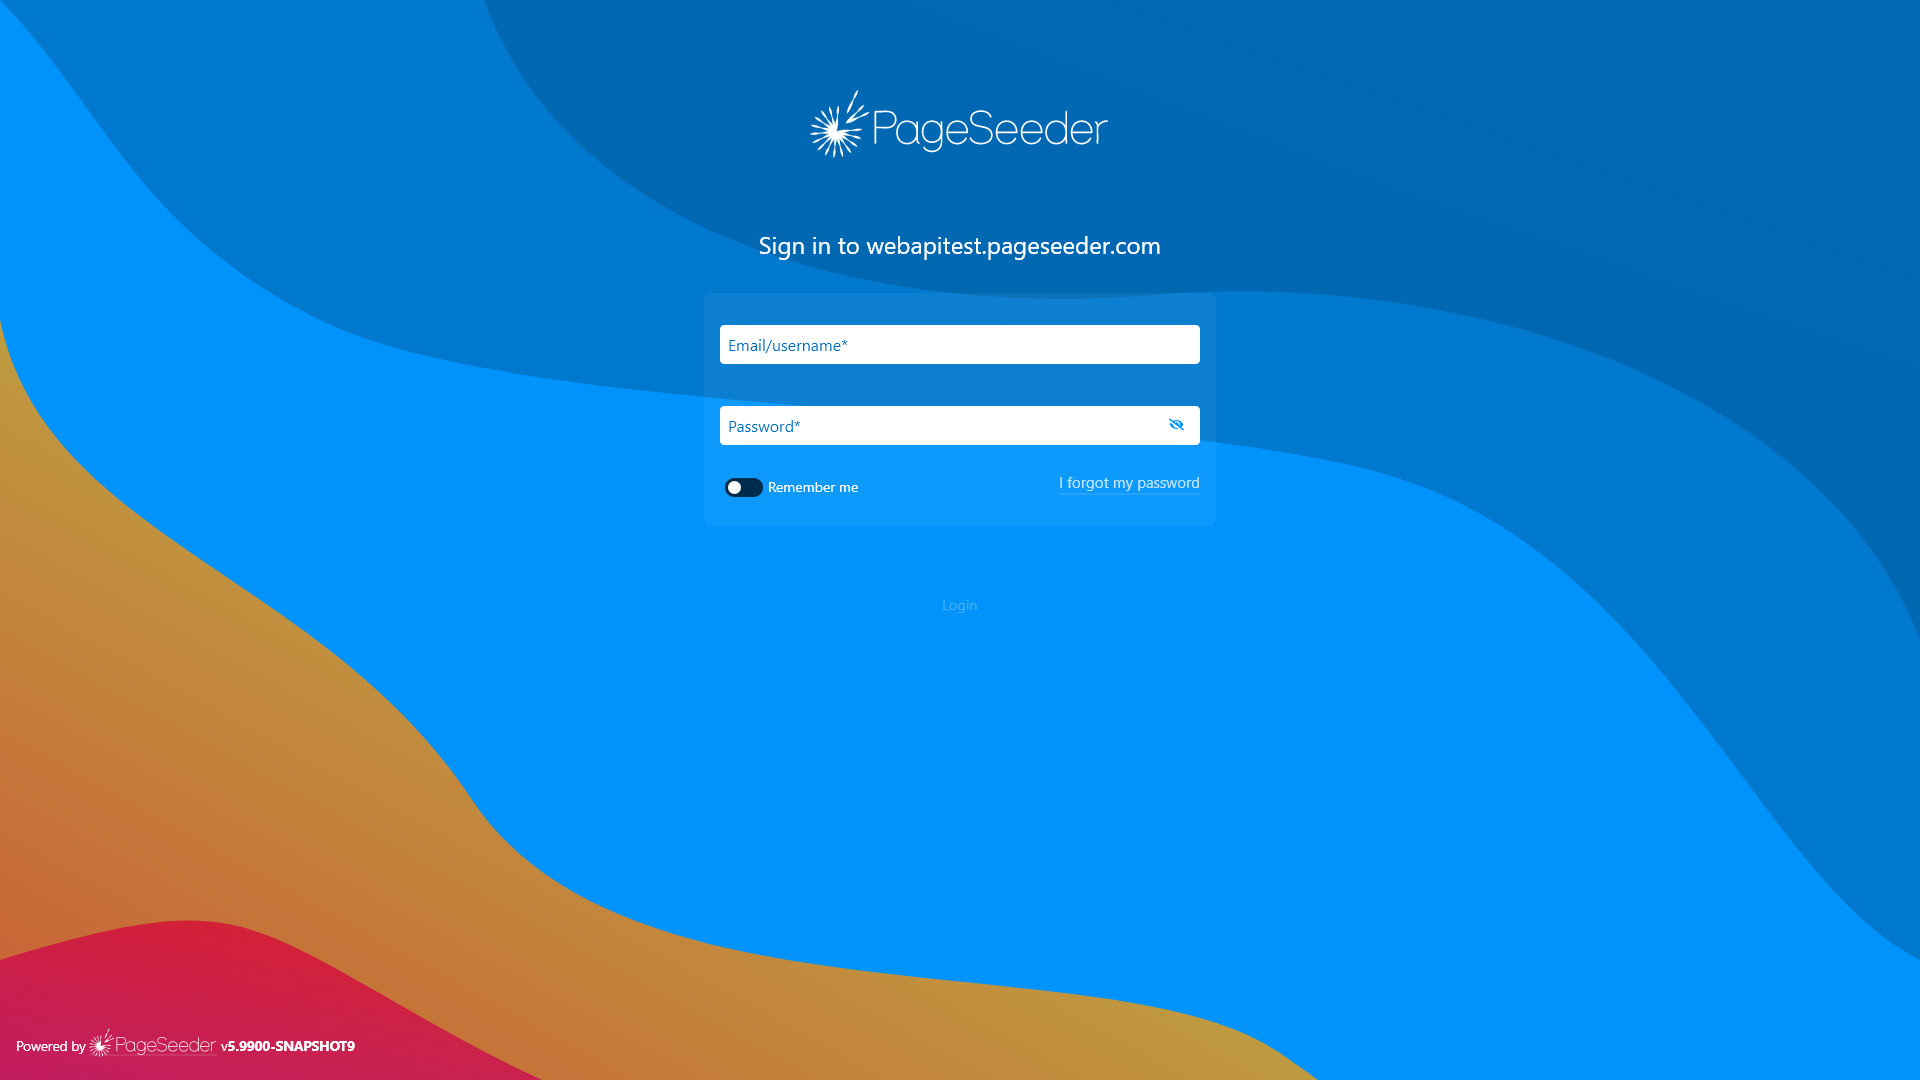 PageSeeder
Sign in to webapitest.pageseeder.com
Email/username*
Password*
Remember me
I forgot my password
Login
Powered by PageSeeder v5.9900-SNAPSHOT9